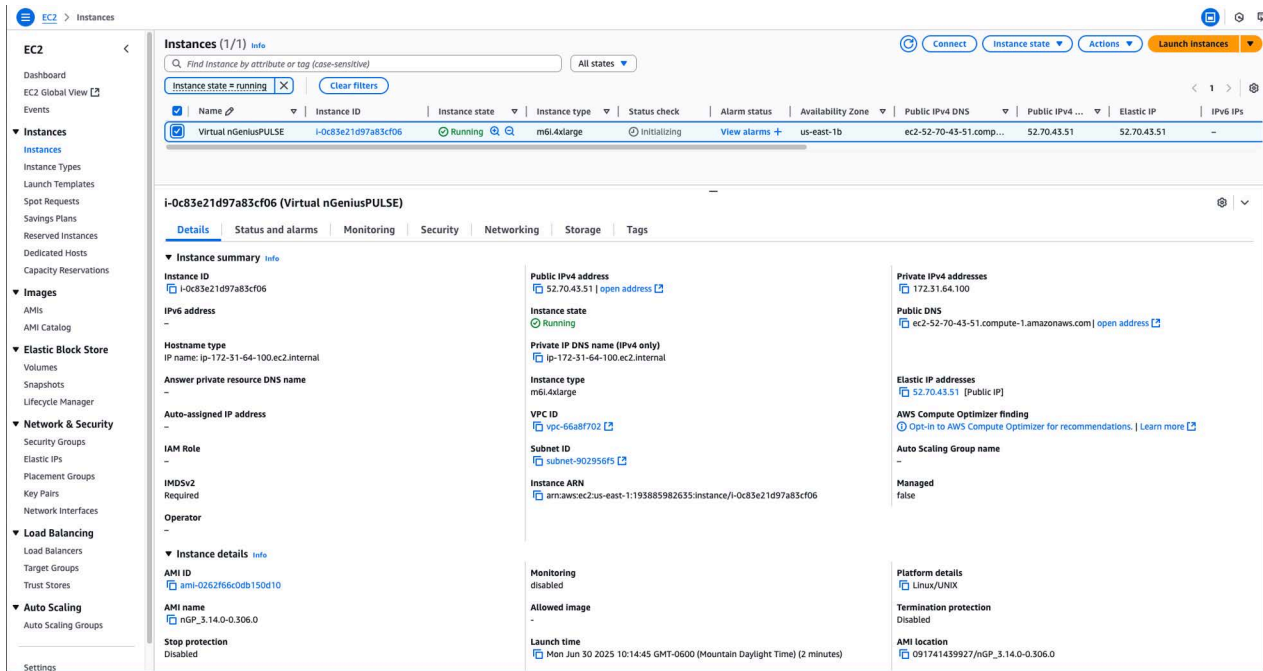 EC2 > Instances
EC2
Dashboard
EC2 Global View
Events
Instances
Instances
Instance Types
Launch Templates
Spot Requests
Savings Plans
Reserved Instances
Dedicated Hosts
Capacity Reservations
Images
AMIs
AMI Catalog
Elastic Block Store
Volumes
Snapshots
Lifecycle Manager
Network & Security
Security Groups
Elastic IPs
Placement Groups
Key Pairs
Network Interfaces
Load Balancing
Load Balancers
Target Groups
Trust Stores
Auto Scaling
Auto Scaling Groups
Settings
Instances (1/1) Info
Connect Instance state Actions Launch instances
Find Instance by attribute or tag (case-sensitive) All states
Instance state = running Clear filters
< 1 >
Name Instance ID Instance state Instance type Status check Alarm status Availability Zone Public IPv4 DNS Public IPv4 ... Elastic IP IPv6 IPs
Virtual nGeniusPULSE i-0c83e21d97a83cf06 Running m6i.4xlarge Initializing View alarms + us-east-1b ec2-52-70-43-51.comp... 52.70.43.51 52.70.43.51 –
i-0c83e21d97a83cf06 (Virtual nGeniusPULSE)
Details Status and alarms Monitoring Security Networking Storage Tags
Instance summary Info
Instance ID Public IPv4 address Private IPv4 addresses
i-0c83e21d97a83cf06 52.70.43.51 | open address 172.31.64.100
IPv6 address Instance state Public DNS
– Running ec2-52-70-43-51.compute-1.amazonaws.com | open address
Hostname type Private IP DNS name (IPv4 only)
IP name: ip-172-31-64-100.ec2.internal ip-172-31-64-100.ec2.internal
Answer private resource DNS name Instance type Elastic IP addresses
– m6i.4xlarge 52.70.43.51 [Public IP]
Auto-assigned IP address VPC ID AWS Compute Optimizer finding
– vpc-66a8f702 Opt-in to AWS Compute Optimizer for recommendations. | Learn more
IAM Role Subnet ID Auto Scaling Group name
– subnet-902956f5 –
IMDSv2 Instance ARN Managed
Required arn:aws:ec2:us-east-1:193885982635:instance/i-0c83e21d97a83cf06 false
Operator
–
Instance details Info
AMI ID Monitoring Platform details
ami-0262f66c0db150d10 disabled Linux/UNIX
AMI name Allowed image Termination protection
nGP_3.14.0-0.306.0 - Disabled
Stop protection Launch time AMI location
Disabled Mon Jun 30 2025 10:14:45 GMT-0600 (Mountain Daylight Time) (2 minutes) 091741439927/nGP_3.14.0-0.306.0